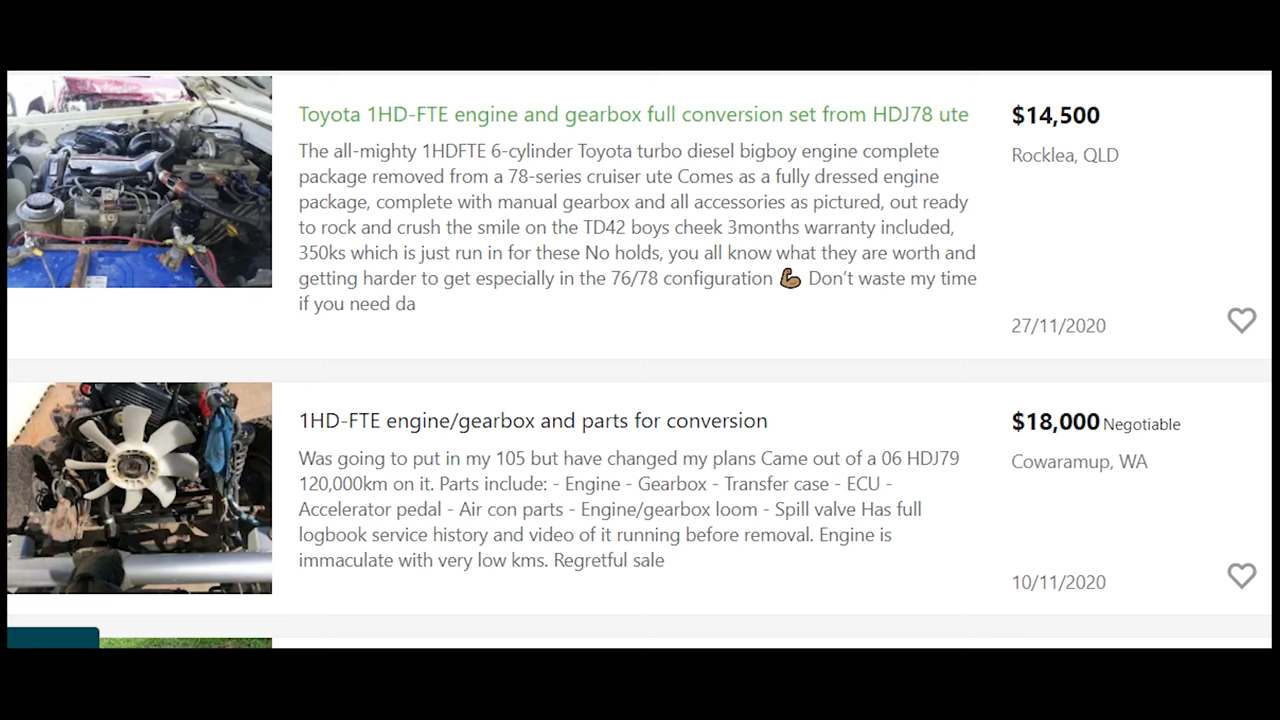 Toyota 1HD-FTE engine and gearbox full conversion set from HDJ78 ute
$14,500
The all-mighty 1HDFTE 6-cylinder Toyota turbo diesel bigboy engine complete
Rocklea, QLD
package removed from a 78-series cruiser ute Comes as a fully dressed engine
package, complete with manual gearbox and all accessories as pictured, out ready
to rock and crush the smile on the TD42 boys cheek 3months warranty included,
350ks which is just run in for these No holds, you all know what they are worth and
getting harder to get especially in the 76/78 configuration 💪🏾 Don't waste my time
if you need da
27/11/2020
1HD-FTE engine/gearbox and parts for conversion
$18,000 Negotiable
Was going to put in my 105 but have changed my plans Came out of a 06 HDJ79
Cowaramup, WA
120,000km on it. Parts include: - Engine - Gearbox - Transfer case - ECU -
Accelerator pedal - Air con parts - Engine/gearbox loom - Spill valve Has full
logbook service history and video of it running before removal. Engine is
immaculate with very low kms. Regretful sale
10/11/2020